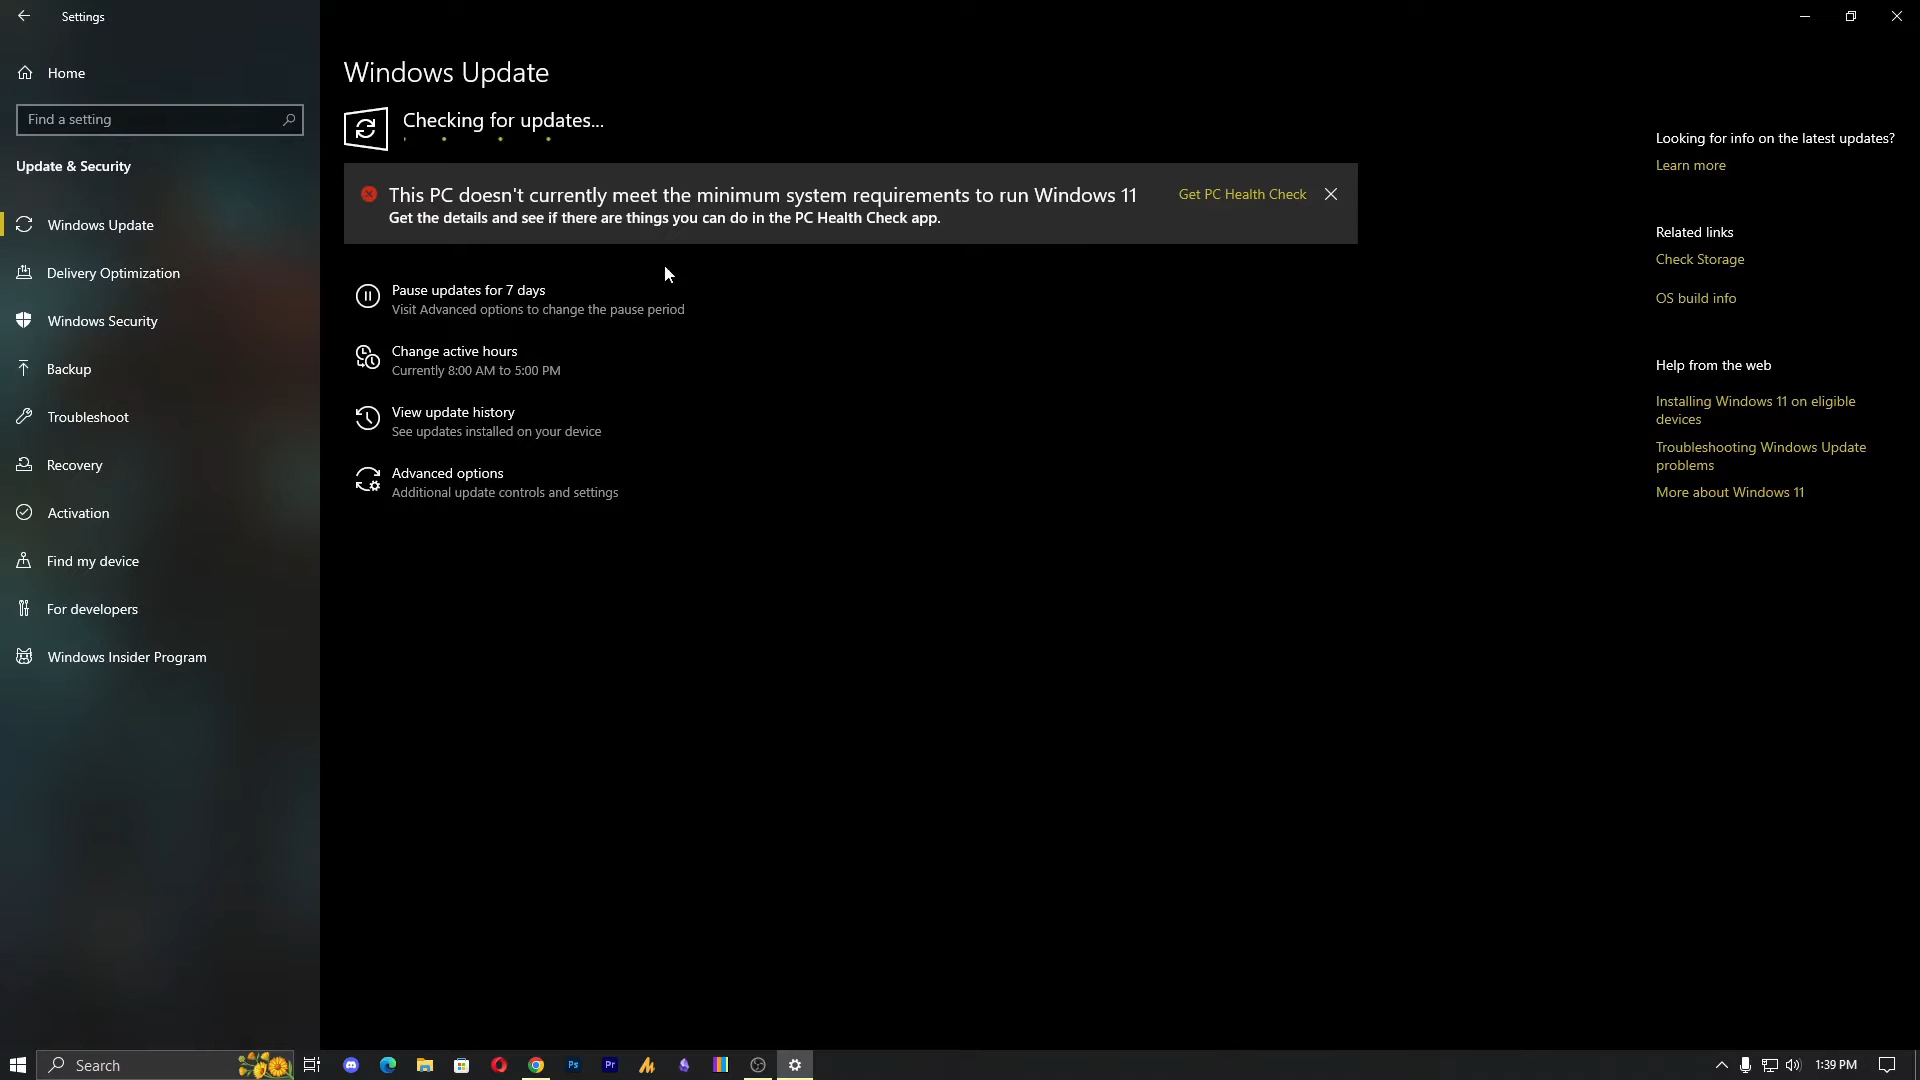 Settings
Home
Find a setting
Update & Security
Windows Update
Delivery Optimization
Windows Security
Backup
Troubleshoot
Recovery
Activation
Find my device
For developers
Windows Insider Program
Windows Update
Checking for updates...
This PC doesn't currently meet the minimum system requirements to run Windows 11
Get the details and see if there are things you can do in the PC Health Check app.
Get PC Health Check
Pause updates for 7 days
Visit Advanced options to change the pause period
Change active hours
Currently 8:00 AM to 5:00 PM
View update history
See updates installed on your device
Advanced options
Additional update controls and settings
Looking for info on the latest updates?
Learn more
Related links
Check Storage
OS build info
Help from the web
Installing Windows 11 on eligible
devices
Troubleshooting Windows Update
problems
More about Windows 11
Search
Ps
Pr
1:39 PM